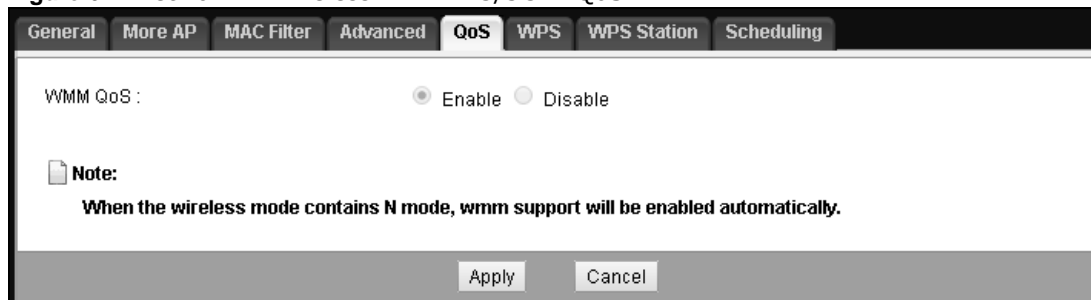 General More AP MAC Filter Advanced QoS WPS WPS Station Scheduling
WMM QoS : Enable Disable
Note:
When the wireless mode contains N mode, wmm support will be enabled automatically.
Apply Cancel